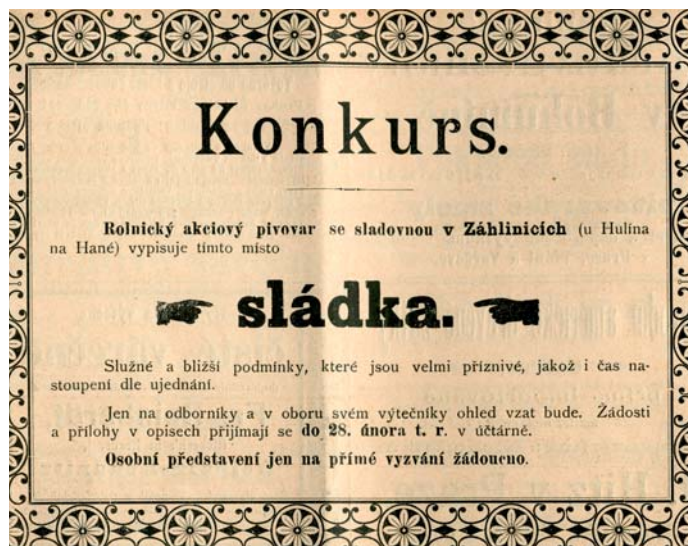 Konkurs.
Rolnický akciový pivovar se sladovnou v Záhlinicích (u Hulína
na Hané) vypisuje tímto místo
sládka.
Služné a bližší podmínky, které jsou velmi příznivé, jakož i čas na-
stoupení dle ujednání.
Jen na odborníky a v oboru svém výtečníky ohled vzat bude. Žádosti
a přílohy v opisech přijímají se do 28. února t. r. v účtárně.
Osobní představení jen na přímé vyzvání žádoucno.